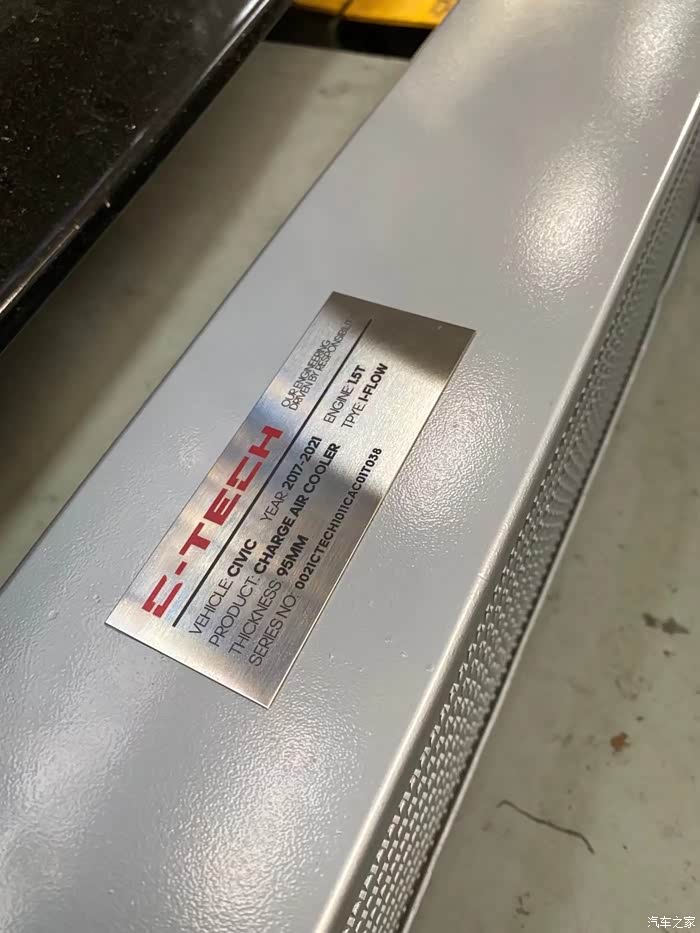 C-TECH
OUR ENGINEERING
DRIVEN BY RESPONSIBILITY
VEHICLE: CIVIC YEAR: 2017-2021 ENGINE: 1.5T
PRODUCT: CHARGE AIR COOLER TPYE: I-FLOW
THICKNESS: 95MM
SERIES NO: 0021CTECH1011CAC01T038
汽车之家